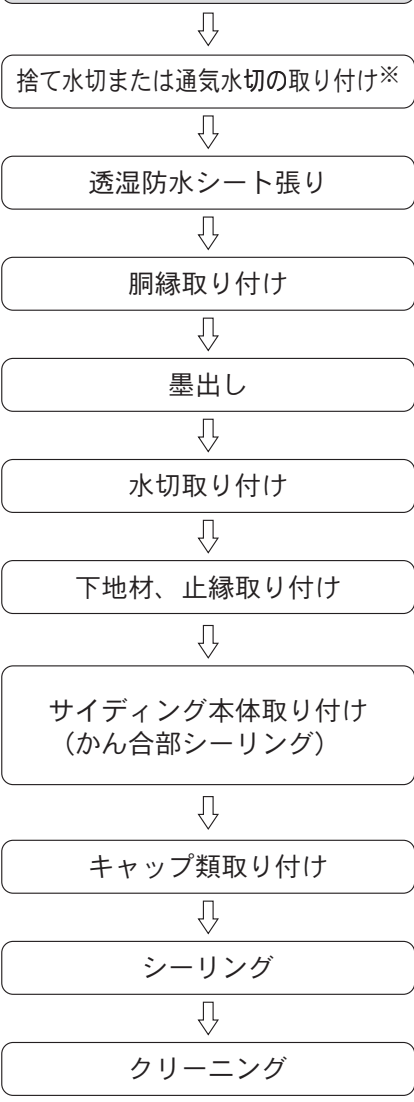 捨て水切または通気水切の取り付け※
透湿防水シート張り
胴縁取り付け
墨出し
水切取り付け
下地材、止縁取り付け
サイディング本体取り付け
（かん合部シーリング）
キャップ類取り付け
シーリング
クリーニング